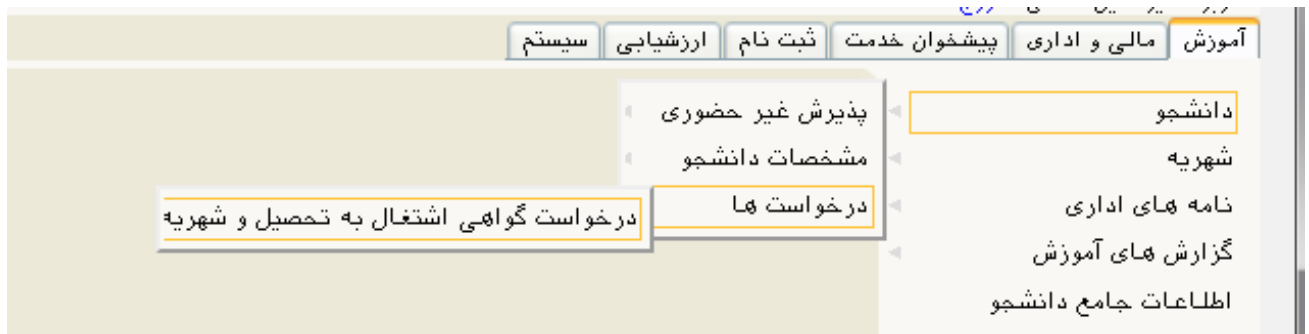 آموزش مالی و اداری پیشخوان خدمت ثبت نام ارزشیابی سیستم
دانشجو
شهریه
نامه های اداری
گزارش های آموزش
اطلاعات جامع دانشجو
پذیرش غیر حضوری
مشخصات دانشجو
درخواست ها
درخواست گواهی اشتغال به تحصیل و شهریه